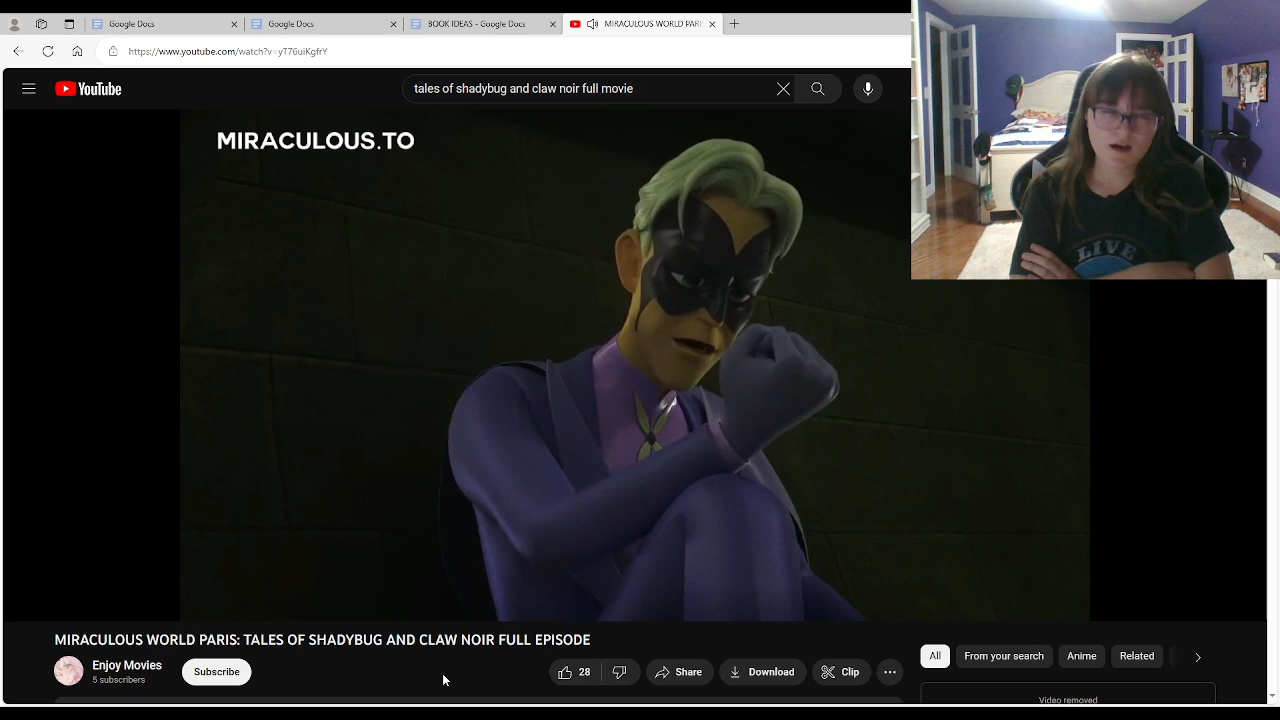 Google Docs
Google Docs
BOOK IDEAS - Google Docs
MIRACULOUS WORLD PARI
https://www.youtube.com/watch?v=yT76uiKgfrY
YouTube
tales of shadybug and claw noir full movie
MIRACULOUS.TO
LIVE
MIRACULOUS WORLD PARIS: TALES OF SHADYBUG AND CLAW NOIR FULL EPISODE
Enjoy Movies
5 subscribers
Subscribe
28
Share
Download
Clip
All
From your search
Anime
Related
Video removed